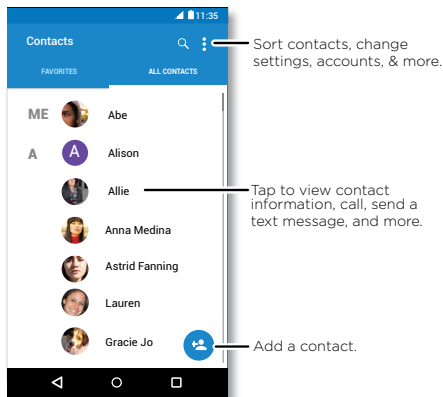 11:35
Contacts
FAVORITES
ALL CONTACTS
Sort contacts, change
settings, accounts, & more.
ME
Abe
A
A
Alison
Allie
Tap to view contact
information, call, send a
text message, and more.
Anna Medina
Astrid Fanning
Lauren
Gracie Jo
Add a contact.